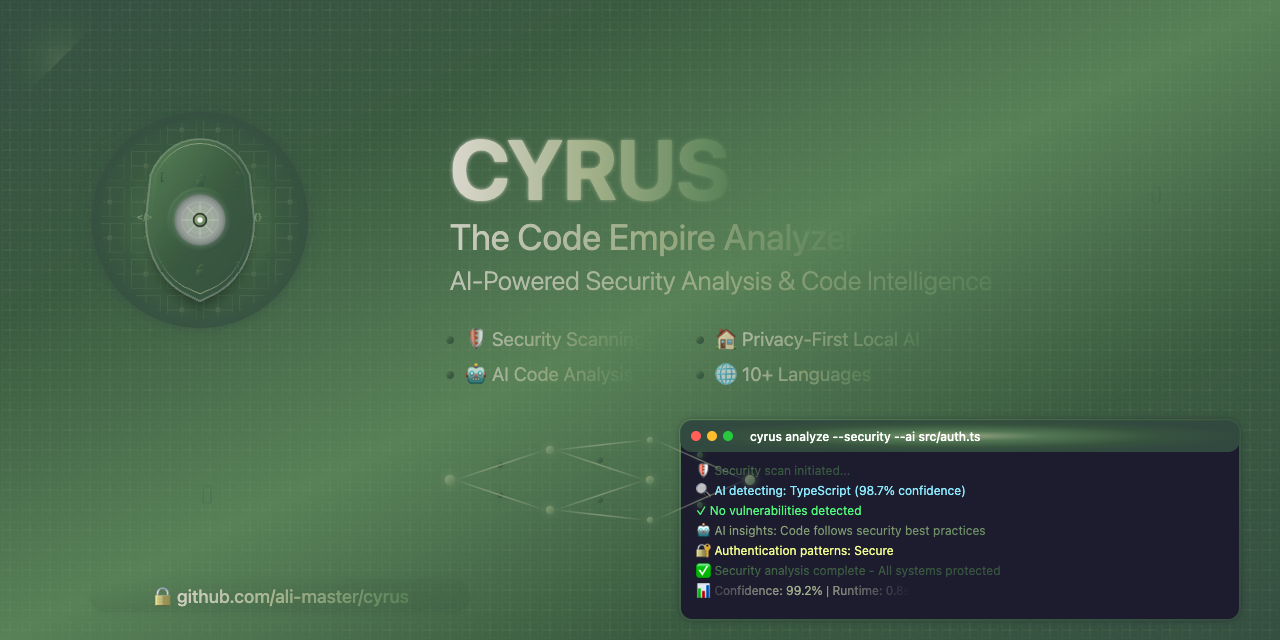 CYRUS
The Code Empire Analyzer
AI-Powered Security Analysis & Code Intelligence
🛡️ Security Scanning
🏠 Privacy-First Local AI
🤖 AI Code Analysis
🌐 10+ Languages
</>
{}
cyrus analyze --security --ai src/auth.ts
🛡️ Security scan initiated...
🔍 AI detecting: TypeScript (98.7% confidence)
✓ No vulnerabilities detected
🤖 AI insights: Code follows security best practices
🔐 Authentication patterns: Secure
✅ Security analysis complete - All systems protected
📊 Confidence: 99.2% | Runtime:
🔒 github.com/ali-master/cyrus